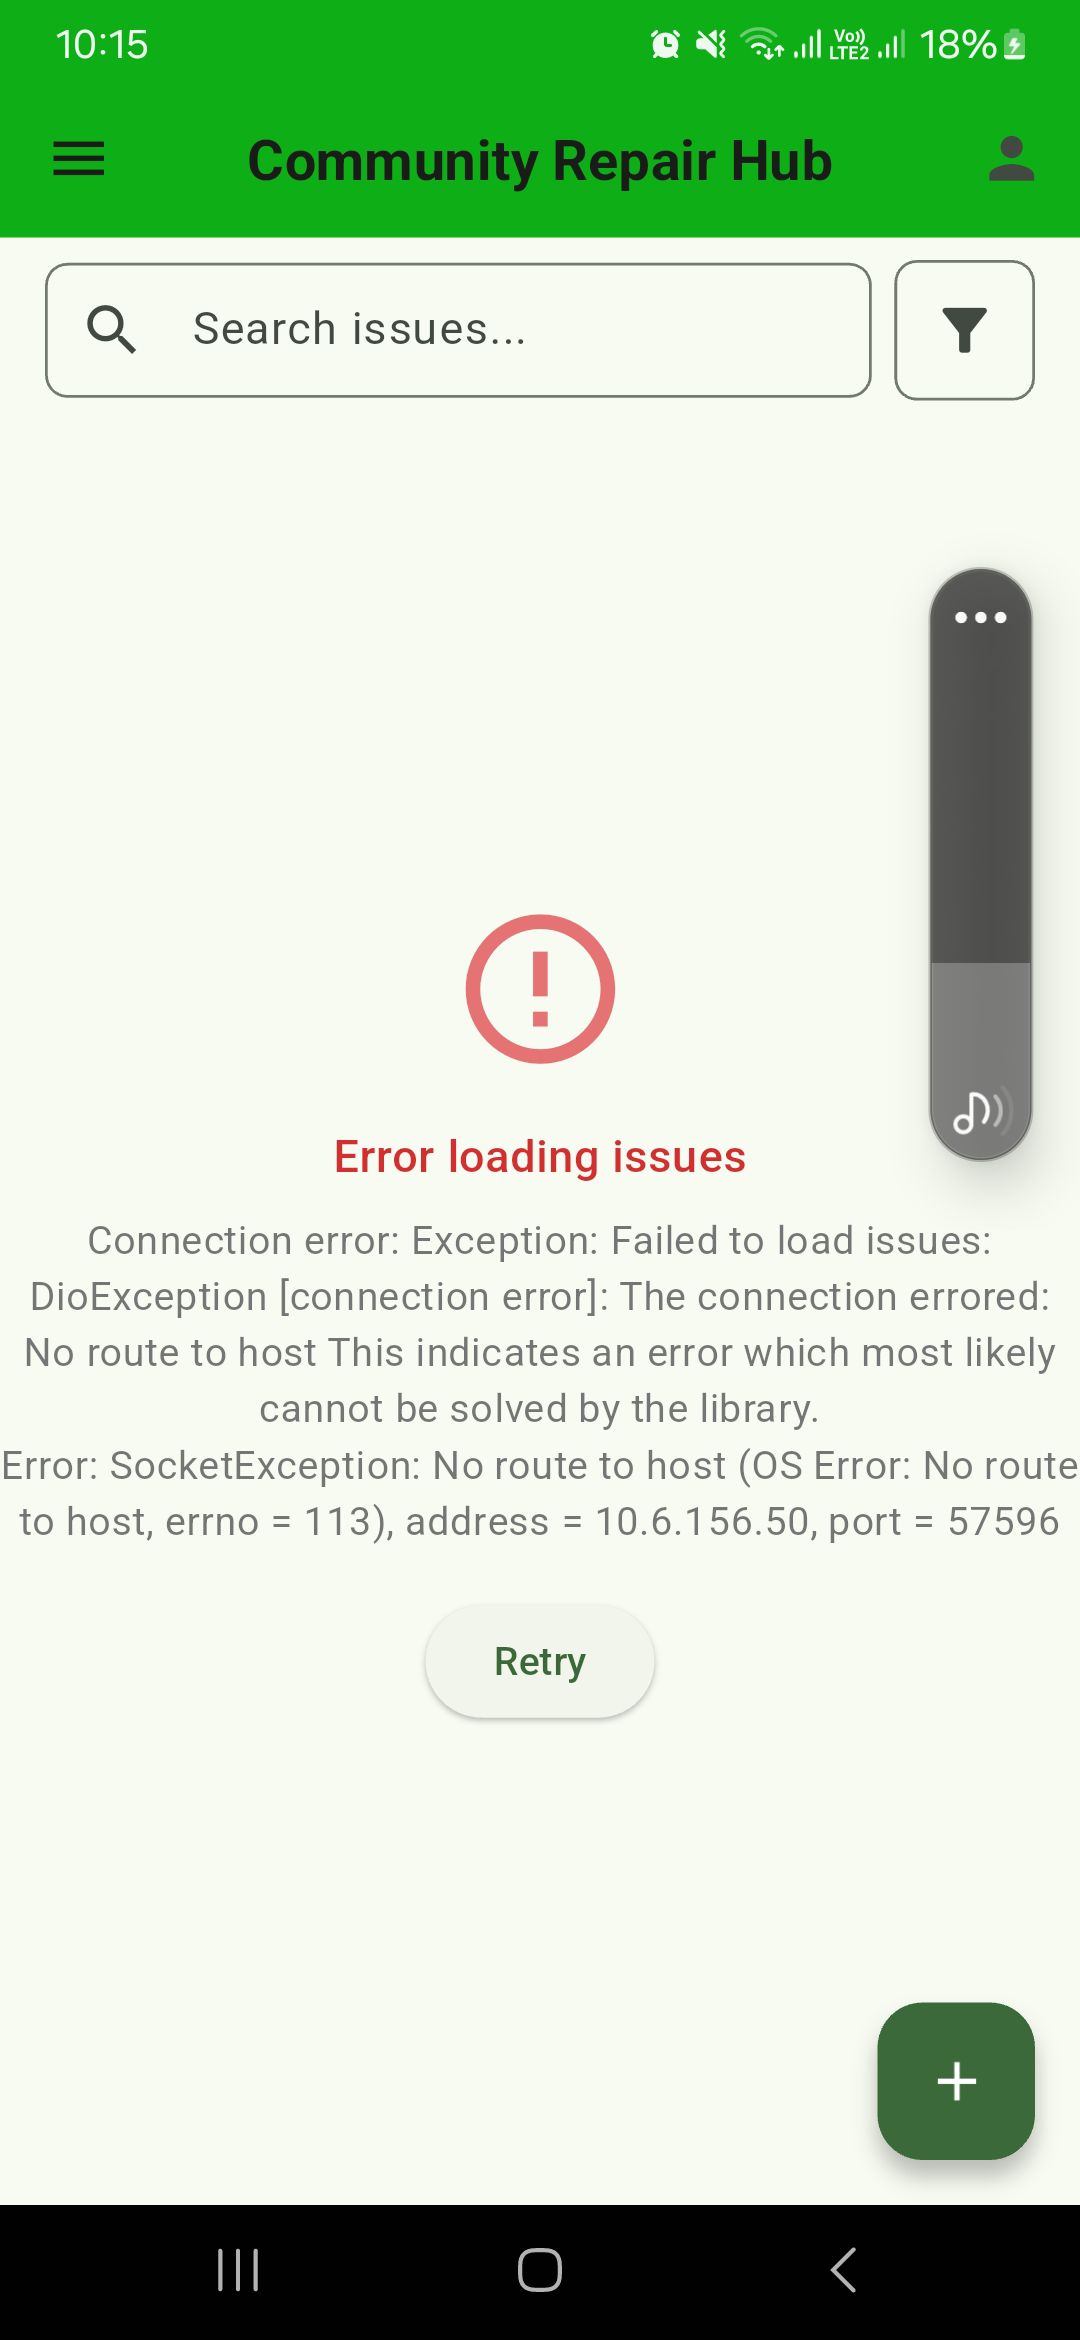 10:15
Vo)) LTE2 18%
Community Repair Hub
Search issues...
Error loading issues
Connection error: Exception: Failed to load issues:
DioException [connection error]: The connection errored:
No route to host This indicates an error which most likely
cannot be solved by the library.
Error: SocketException: No route to host (OS Error: No route
to host, errno = 113), address = 10.6.156.50, port = 57596
Retry